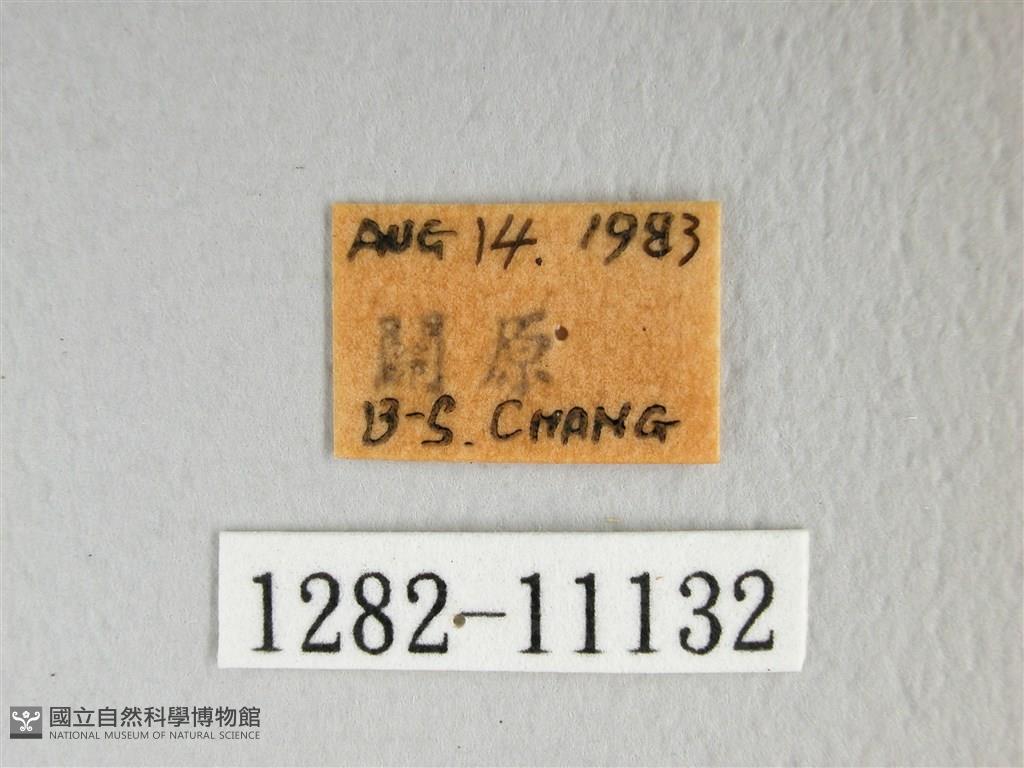 AUG 14. 1983
関原
B-S. CHANG
1282-11132
國立自然科學博物館
NATIONAL MUSEUM OF NATURAL SCIENCE